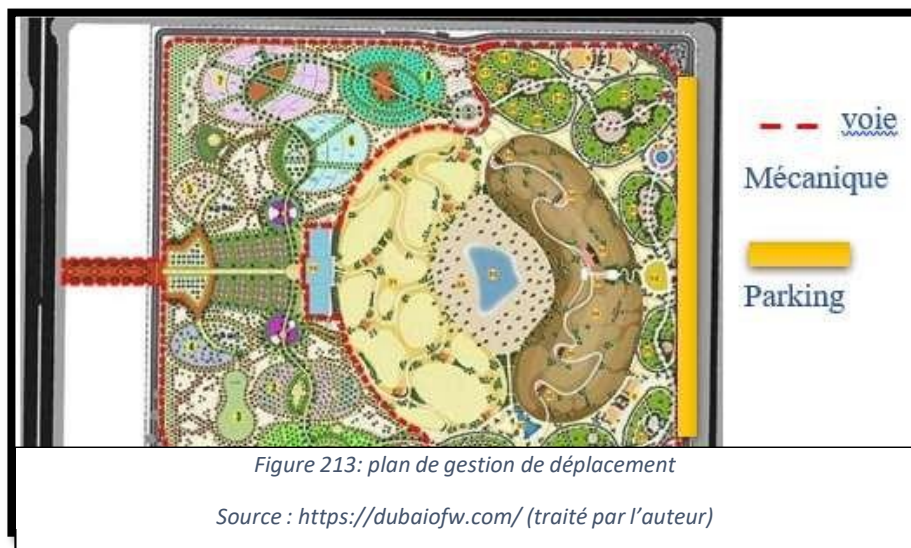 voie
Mécanique
Parking
Figure 213: plan de gestion de déplacement
Source : https://dubaiofw.com/ (traité par l'auteur)